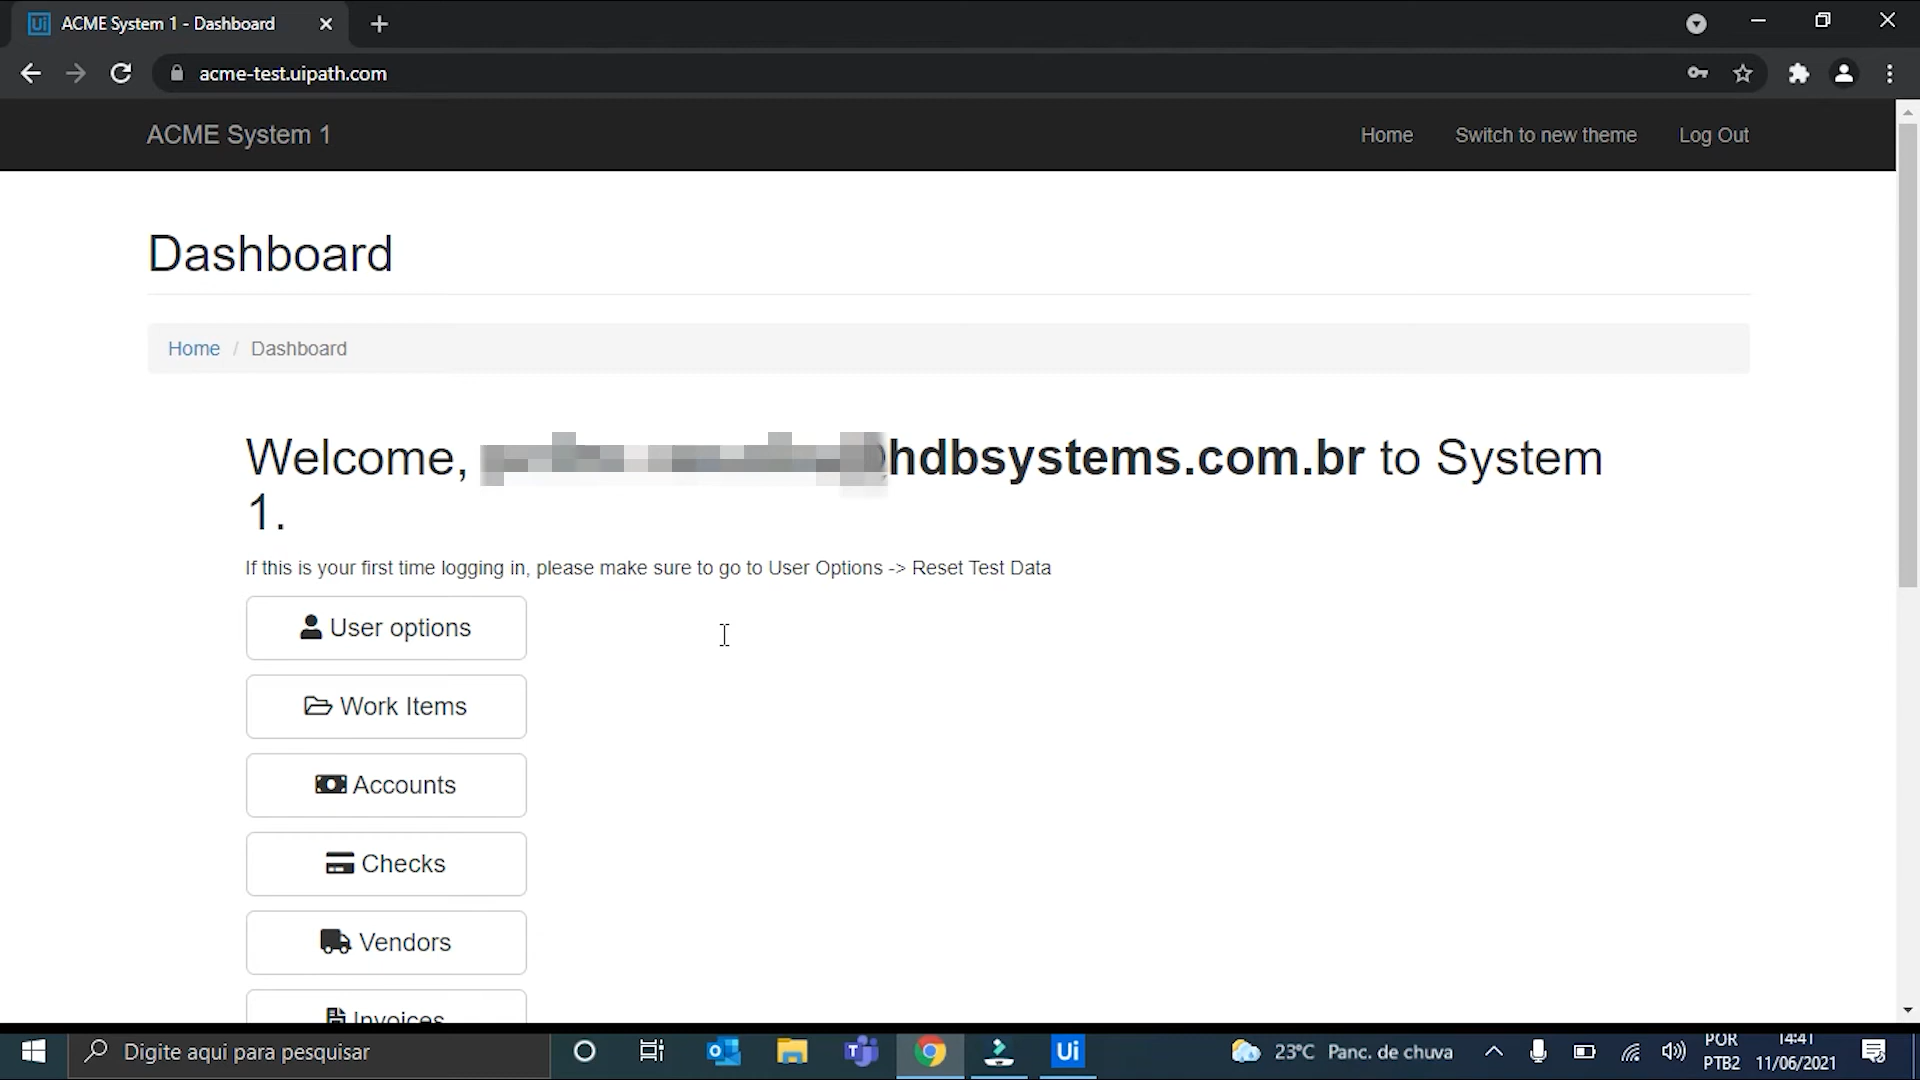 ACME System 1 - Dashboard
acme-test.uipath.com
ACME System 1
Home
Switch to new theme
Log Out
Dashboard
Home / Dashboard
Welcome, hdbsystems.com.br to System
1.
If this is your first time logging in, please make sure to go to User Options -> Reset Test Data
User options
Work Items
Accounts
Checks
Vendors
Invoices
Digite aqui para pesquisar
Ui
23°C Panc. de chuva
POR
PTB2
14:41
11/06/2021